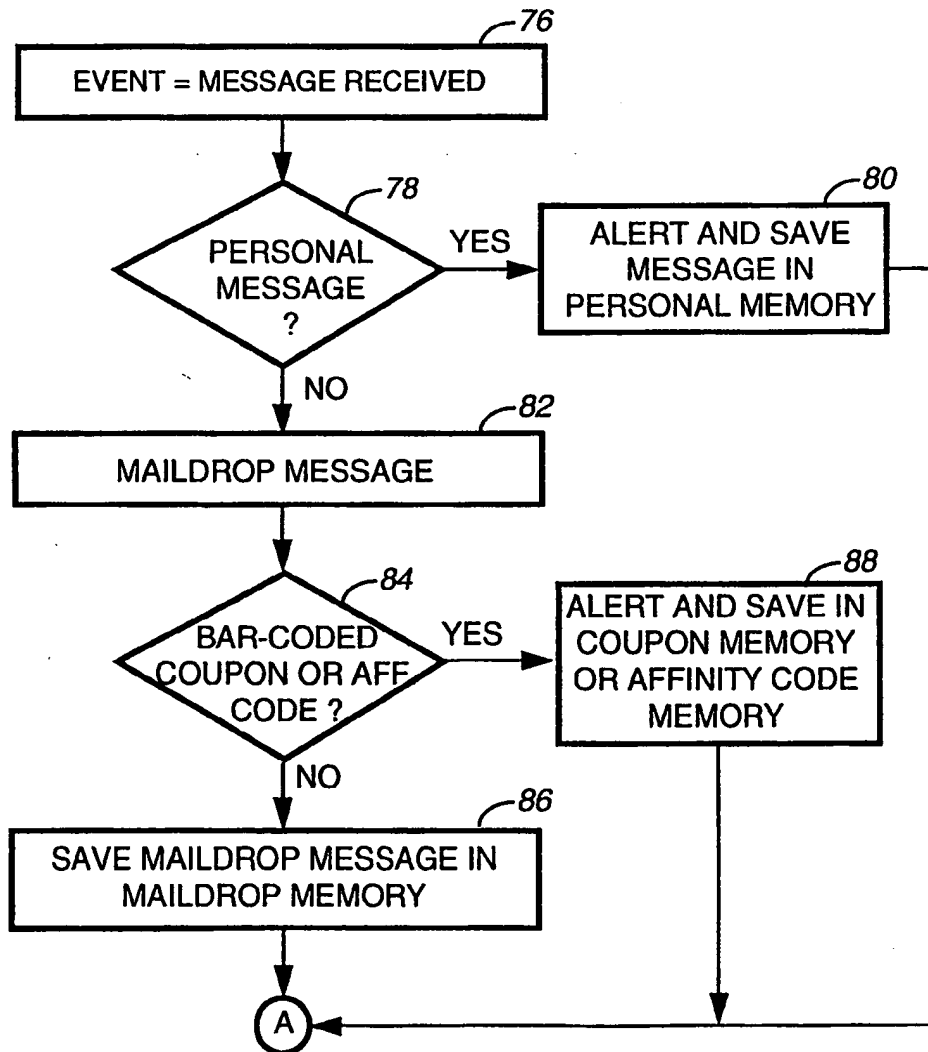 76
EVENT = MESSAGE RECEIVED
78
PERSONAL
MESSAGE
?
YES
80
ALERT AND SAVE
MESSAGE IN
PERSONAL MEMORY
NO
82
MAILDROP MESSAGE
84
BAR-CODED
COUPON OR AFF
CODE ?
YES
88
ALERT AND SAVE IN
COUPON MEMORY
OR AFFINITY CODE
MEMORY
NO
86
SAVE MAILDROP MESSAGE IN
MAILDROP MEMORY
A